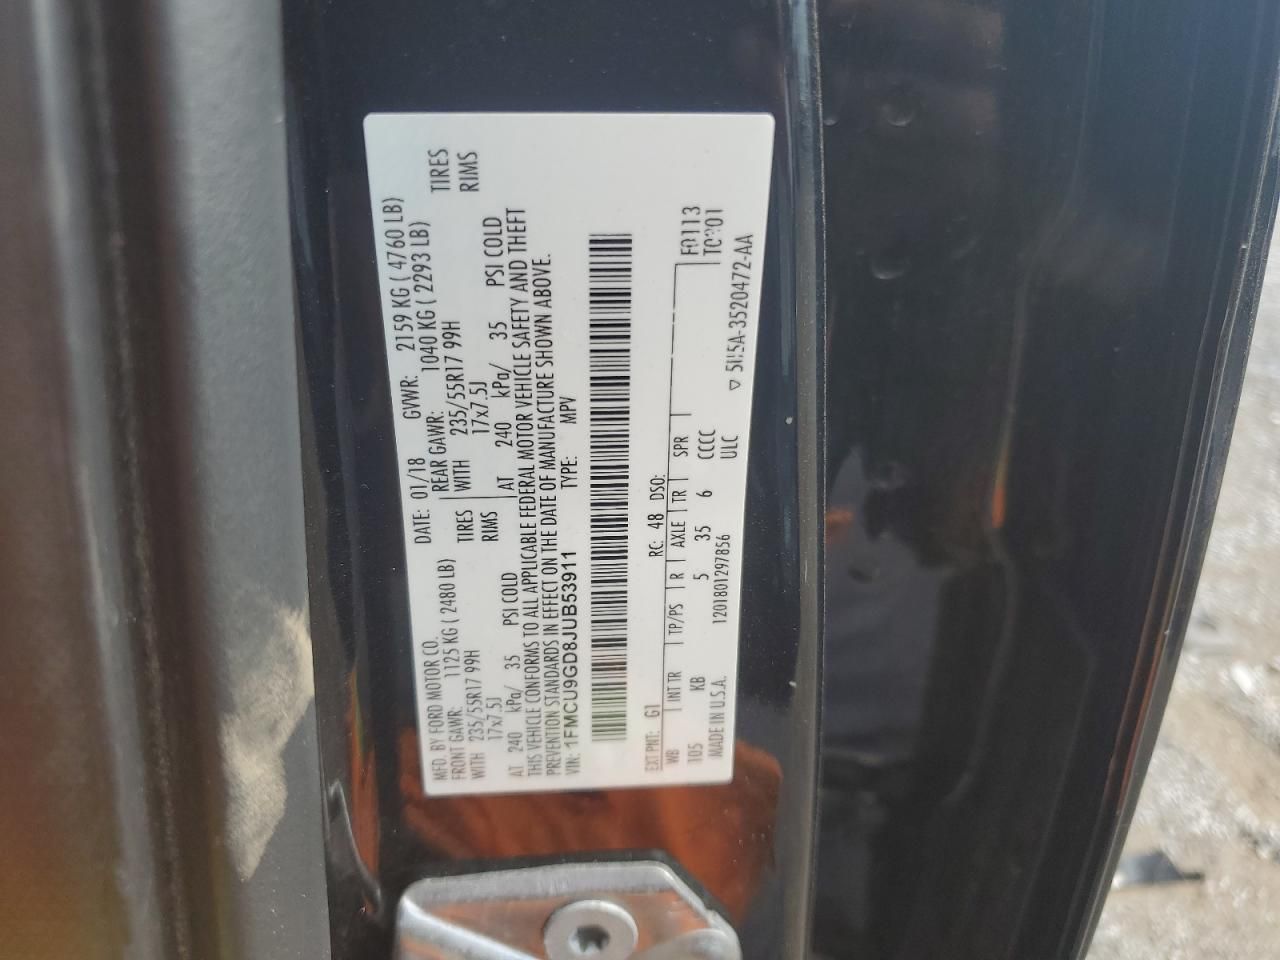 MFD. BY FORD MOTOR CO. DATE: 01/18 GVWR: 2159 KG ( 4760 LB)
FRONT GAWR: 1125 KG ( 2480 LB) REAR GAWR: 1040 KG ( 2293 LB)
WITH 235/55R17 99H TIRES WITH 235/55R17 99H TIRES
17x7.5J RIMS 17x7.5J RIMS
AT 240 kPa/ 35 PSI COLD AT 240 kPa/ 35 PSI COLD
THIS VEHICLE CONFORMS TO ALL APPLICABLE FEDERAL MOTOR VEHICLE SAFETY AND THEFT
PREVENTION STANDARDS IN EFFECT ON THE DATE OF MANUFACTURE SHOWN ABOVE.
VIN: 1FMCU9GD8JUB53911 TYPE: MPV
EXT PNT: G1 RC: 48 DSO: F0113
WB INT TR TP/PS R AXLE TR SPR
105 KB 5 35 6 CCCC
MADE IN U.S.A. 1201801297856 ULC